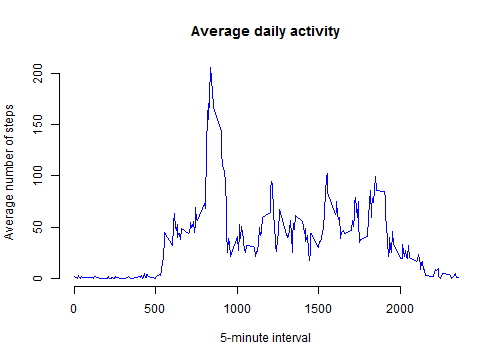 Average daily activity
Average number of steps
200
150
100
50
0
0 500 1000 1500 2000
5-minute interval